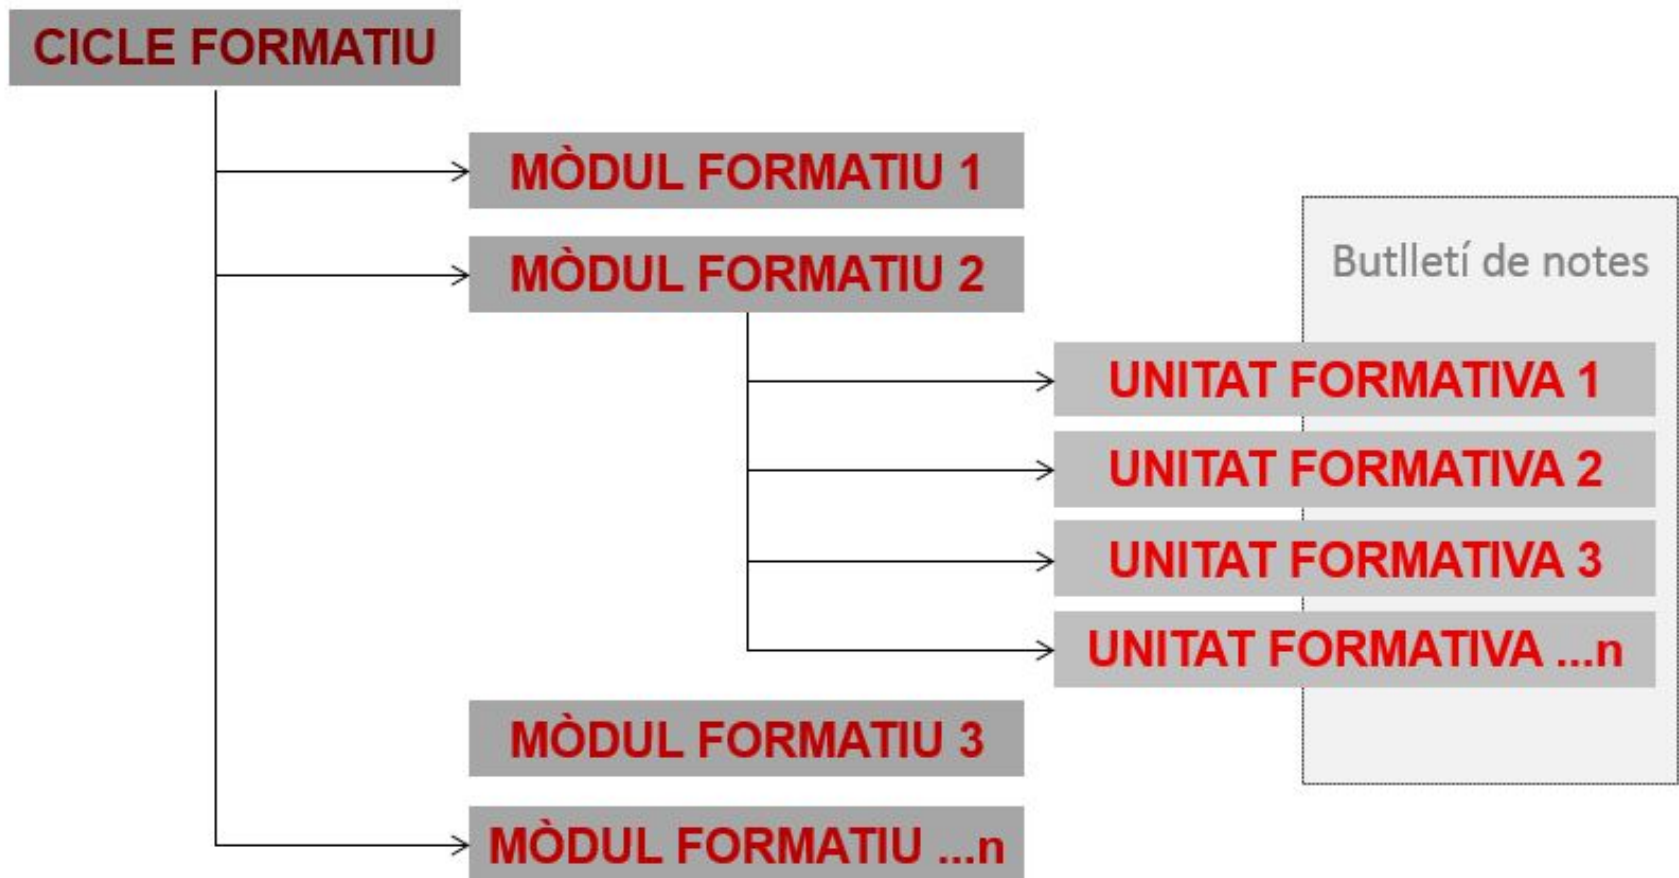 CICLE FORMATIU
MÒDUL FORMATIU 1
MÒDUL FORMATIU 2
Butlletí de notes
UNITAT FORMATIVA 1
UNITAT FORMATIVA 2
UNITAT FORMATIVA 3
UNITAT FORMATIVA ...n
MÒDUL FORMATIU 3
MÒDUL FORMATIU ...n